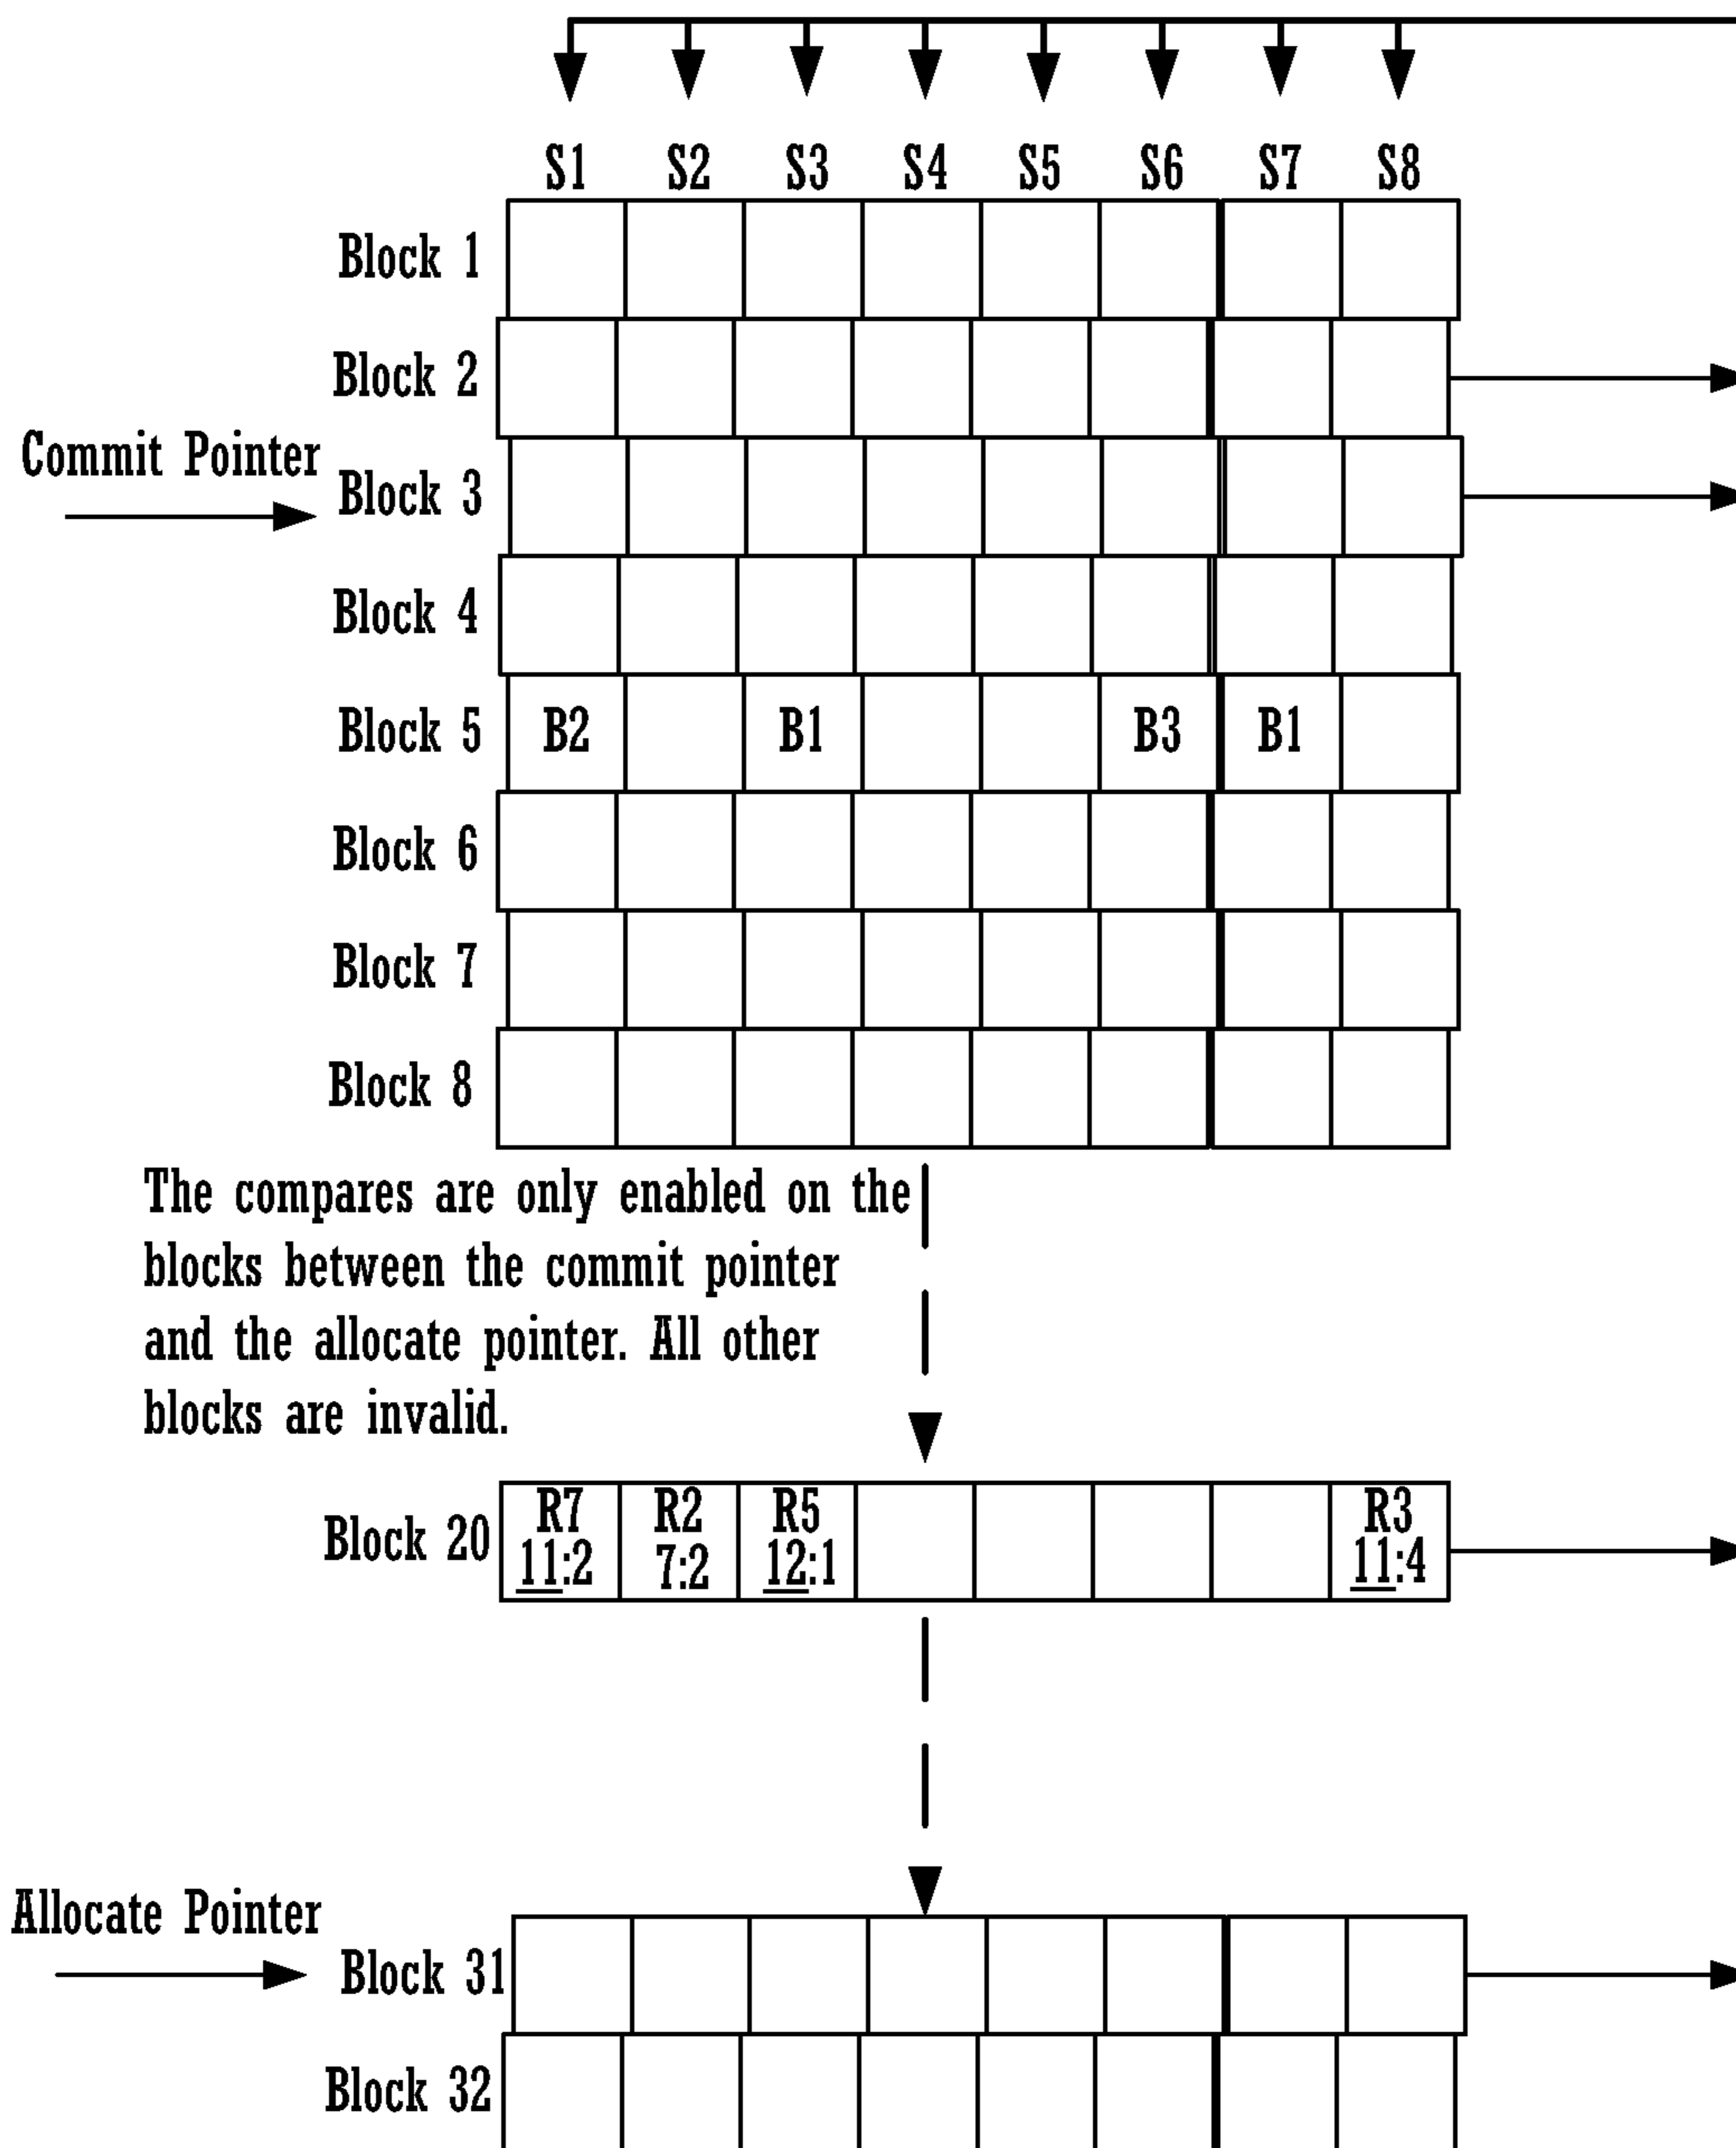 S1 S2 S3 S4 S5 S6 S7 S8
Block 1
Block 2
Commit Pointer
Block 3
Block 4
Block 5 B2 B1 B3 B1
Block 6
Block 7
Block 8
The compares are only enabled on the
blocks between the commit pointer
and the allocate pointer. All other
blocks are invalid.
Block 20
R7 R2 R5 R3
11:2 7:2 12:1 11:4
Allocate Pointer
Block 31
Block 32